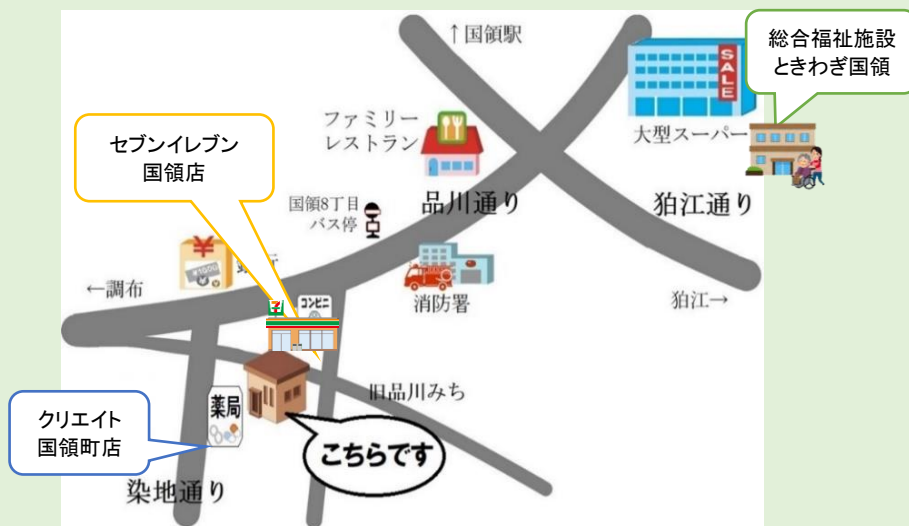 ↑国領駅
総合福祉施設
ときわぎ国領
SALE
大型スーパー
ファミリー
レストラン
セブンイレブン
国領店
国領8丁目
バス停
品川通り
狛江通り
¥
←調布
消防署
狛江→
7
コンビニ
旧品川みち
薬局
クリエイト
国領町店
こちらです
染地通り